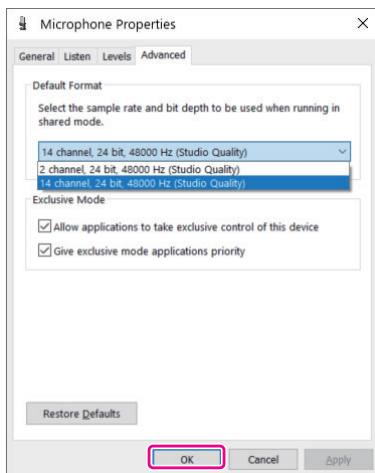 Microphone Properties
General Listen Levels Advanced
Default Format
Select the sample rate and bit depth to be used when running in
shared mode.
14 channel, 24 bit, 48000 Hz (Studio Quality)
2 channel, 24 bit, 48000 Hz (Studio Quality)
14 channel, 24 bit, 48000 Hz (Studio Quality)
Exclusive Mode
Allow applications to take exclusive control of this device
Give exclusive mode applications priority
Restore Defaults
OK Cancel Apply